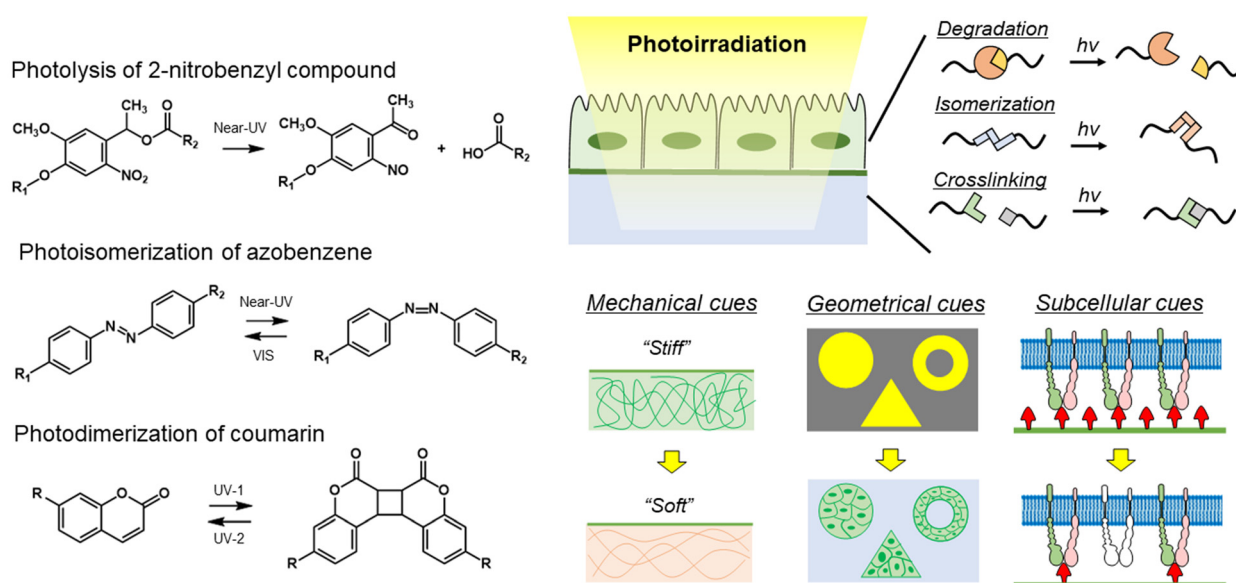 Photolysis of 2-nitrobenzyl compound
CH₃
O
CH₃O
O
R₂
O
R₁
NO₂
Near-UV
CH₃
CH₃O
O
O
R₁
NO
+
O
HO
R₂
Photoisomerization of azobenzene
R₂
N=N
R₁
Near-UV
VIS
N=N
R₁
R₂
Photodimerization of coumarin
R
O
O
UV-1
UV-2
O
O
O
O
R
R
Photoirradiation
Degradation
hv
Isomerization
hv
Crosslinking
hv
Mechanical cues
“Stiff”
“Soft”
Geometrical cues
Subcellular cues